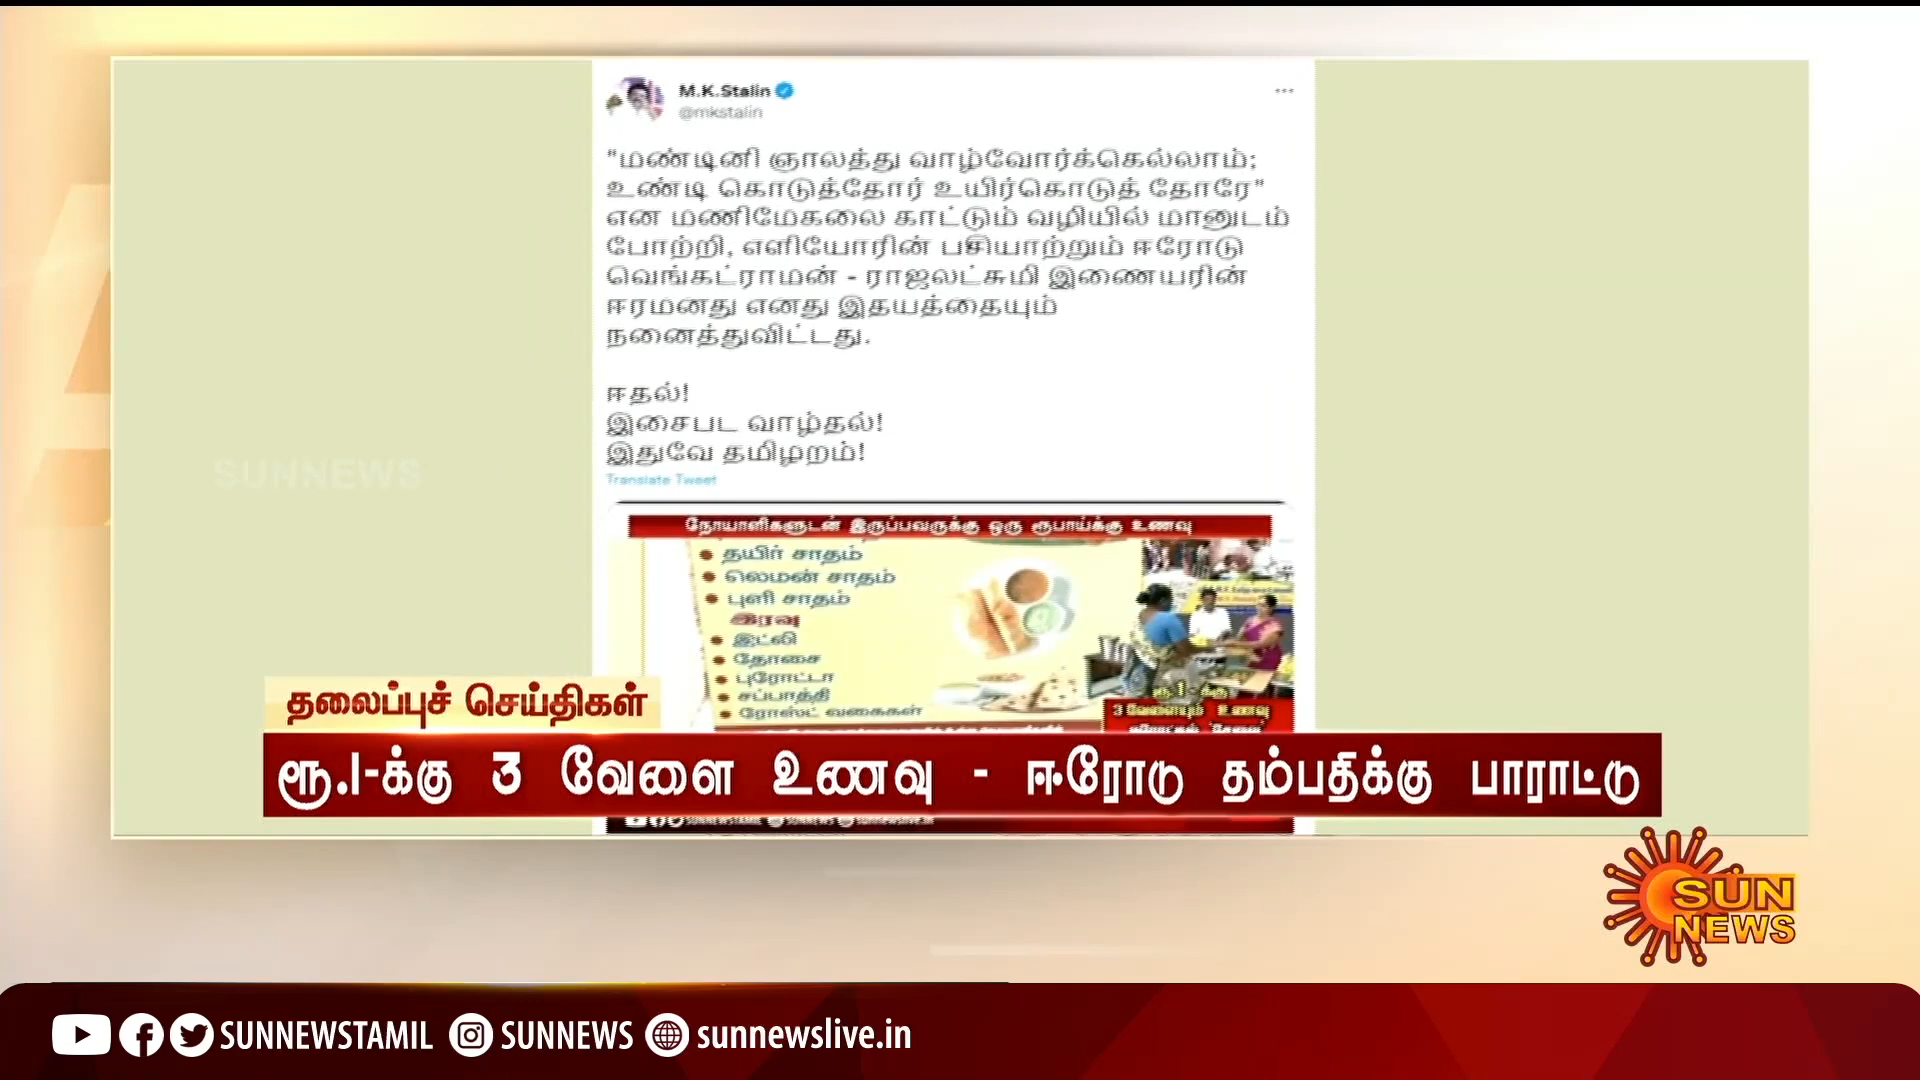 M.K.Stalin
@mkstalin
"மண்டினி ஞாலத்து வாழ்வோர்க்கெல்லாம்;
உண்டி கொடுத்தோர் உயிர்கொடுத் தோரே"
என மணிமேகலை காட்டும் வழியில் மானுடம்
போற்றி, எளியோரின் பசியாற்றும் ஈரோடு
வெங்கட்ராமன் - ராஜலட்சுமி இணையரின்
ஈரமனது எனது இதயத்தையும்
நனைத்துவிட்டது.
ஈதல்!
இசைபட வாழ்தல்!
இதுவே தமிழறம்!
Translate Tweet
SUNNEWS
நோயாளிகளுடன் இருப்பவருக்கு ஒரு ரூபாய்க்கு உணவு
தயிர் சாதம்
லெமன் சாதம்
புளி சாதம்
இரவு
இட்லி
தோசை
புரோட்டா
சப்பாத்தி
ரோஸ்ட் வகைகள்
ரூ.1-க்கு
3 வேளையும் உணவு
தலைப்புச் செய்திகள்
ரூ.1-க்கு 3 வேளை உணவு - ஈரோடு தம்பதிக்கு பாராட்டு
SUN
NEWS
SUNNEWSTAMIL SUNNEWS sunnewslive.in